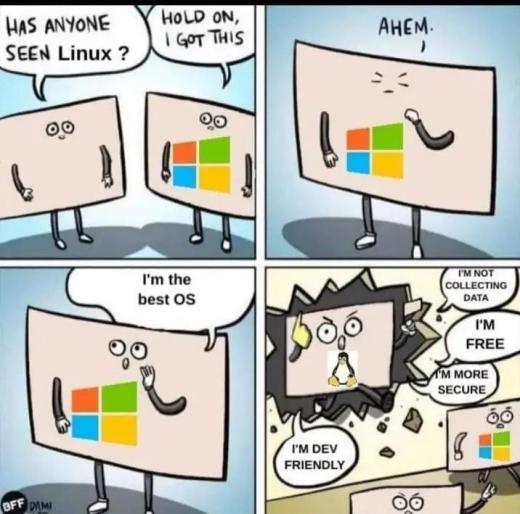 HAS ANYONE
SEEN Linux ?
HOLD ON,
I GOT THIS
AHEM.
I'm the
best OS
I'M NOT
COLLECTING
DATA
I'M
FREE
I'M MORE
SECURE
I'M DEV
FRIENDLY
BFF DAMI